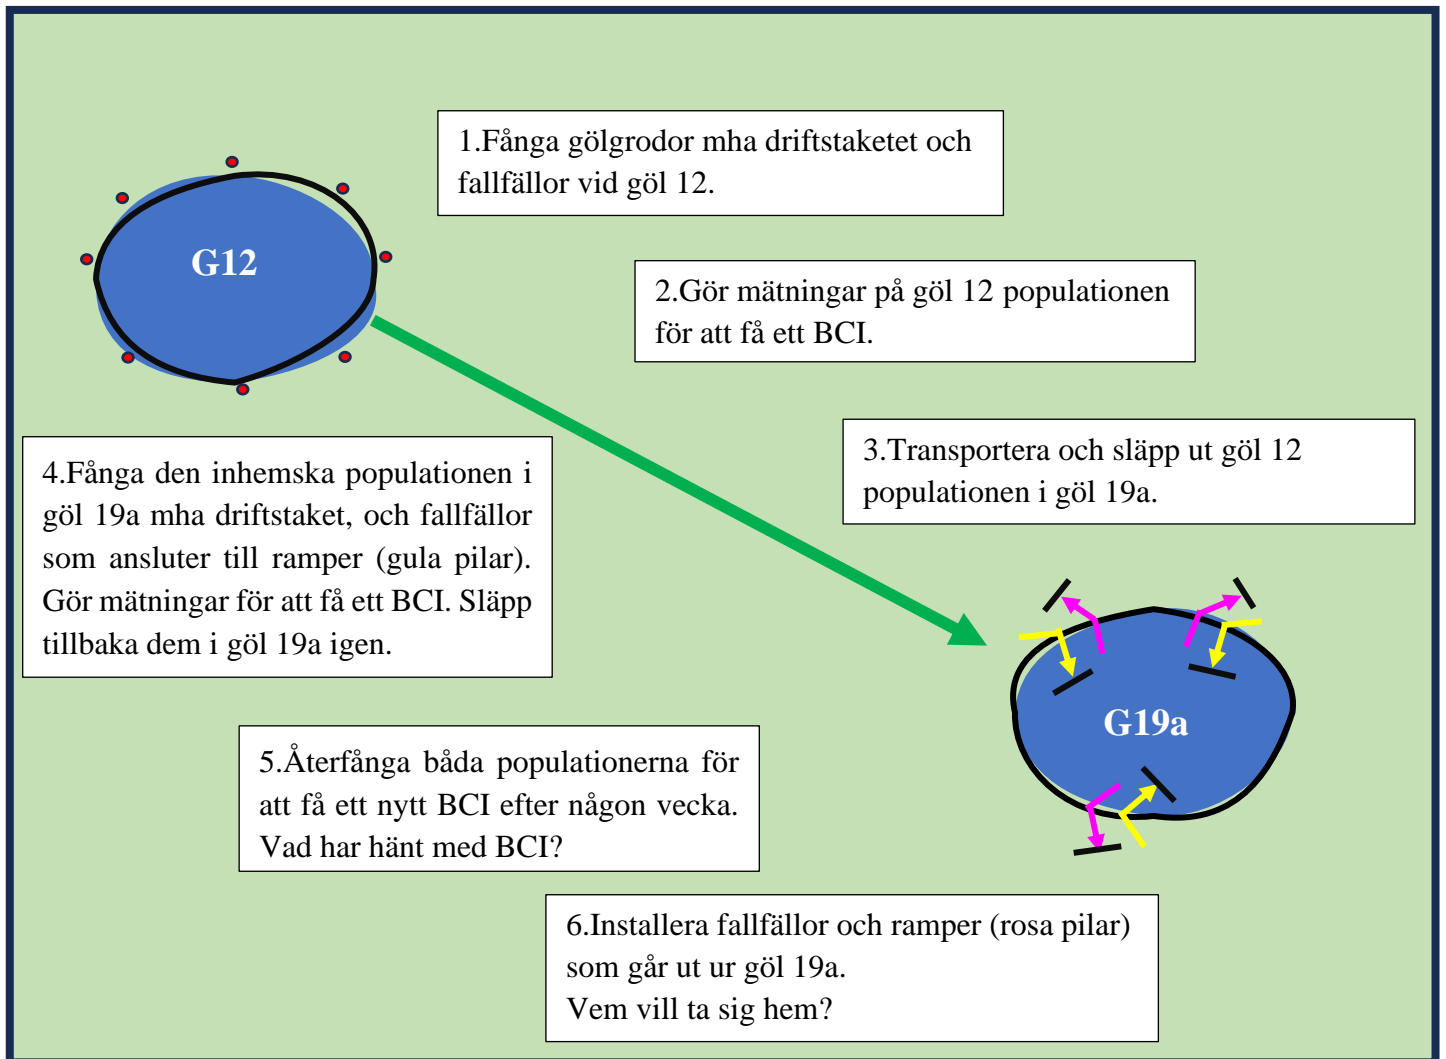 1.Fånga gölgrodor mha driftstaketet och
fallfällor vid göl 12.
G12
2.Gör mätningar på göl 12 populationen
för att få ett BCI.
3.Transportera och släpp ut göl 12
populationen i göl 19a.
4.Fånga den inhemska populationen i
göl 19a mha driftstaket, och fallfällor
som ansluter till ramper (gula pilar).
Gör mätningar för att få ett BCI. Släpp
tillbaka dem i göl 19a igen.
G19a
5.Återfånga båda populationerna för
att få ett nytt BCI efter någon vecka.
Vad har hänt med BCI?
6.Installera fallfällor och ramper (rosa pilar)
som går ut ur göl 19a.
Vem vill ta sig hem?